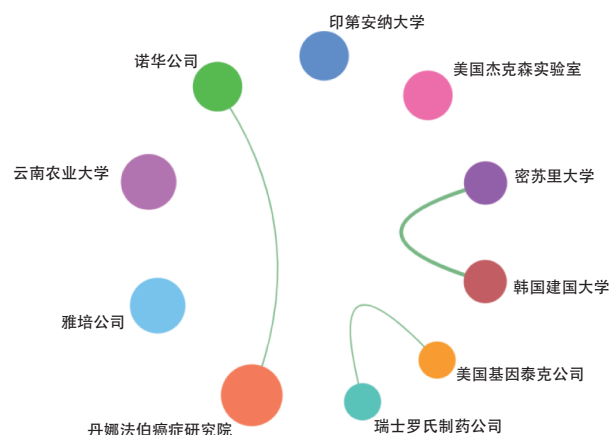 印第安纳大学
诺华公司
美国杰克森实验室
云南农业大学
密苏里大学
韩国建国大学
雅培公司
美国基因泰克公司
瑞士罗氏制药公司
丹娜法伯癌症研究院